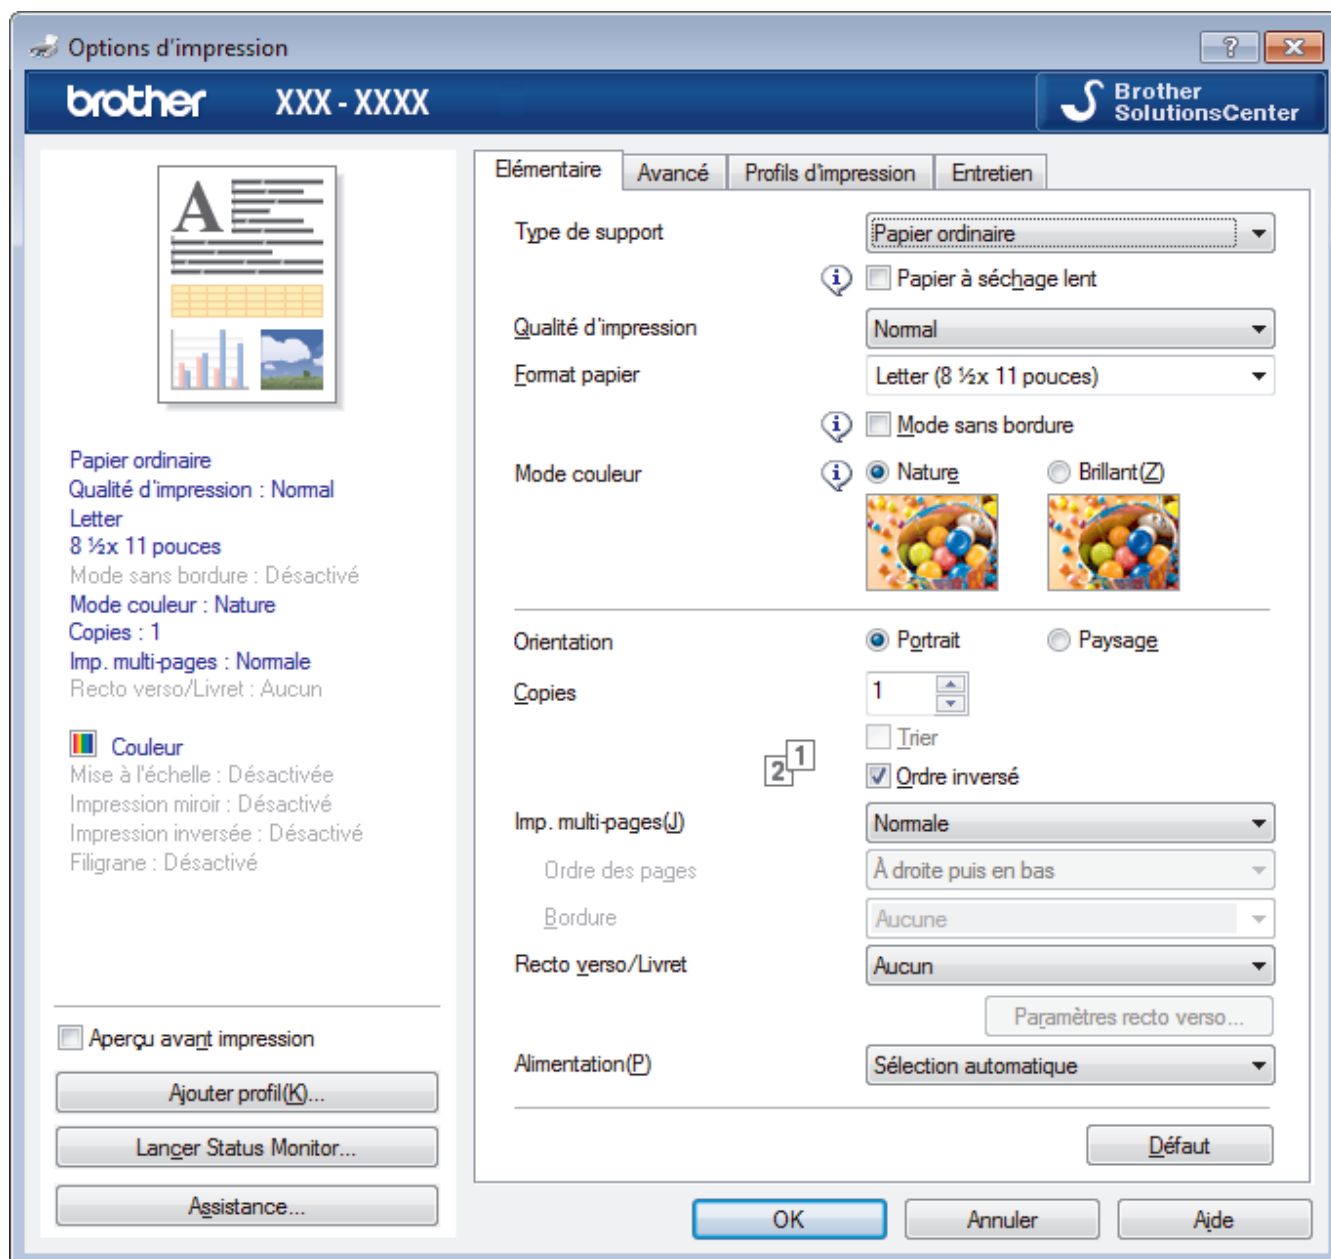 Options d'impression
brother XXX - XXXX
Brother
SolutionsCenter
A
Papier ordinaire
Qualité d'impression : Normal
Letter
8 ½x 11 pouces
Mode sans bordure : Désactivé
Mode couleur : Nature
Copies : 1
Imp. multi-pages : Normale
Recto verso/Livret : Aucun
Couleur
Mise à l'échelle : Désactivée
Impression miroir : Désactivé
Impression inversée : Désactivé
Filigrane : Désactivé
Aperçu avant impression
Ajouter profil(K)...
Lancer Status Monitor...
Assistance...
Elémentaire Avancé Profils d'impression Entretien
Type de support Papier ordinaire
Papier à séchage lent
Qualité d'impression Normal
Format papier Letter (8 ½x 11 pouces)
Mode sans bordure
Mode couleur Nature Brillant(Z)
Orientation Portrait Paysage
Copies 1
Trier
2 1 Ordre inversé
Imp. multi-pages(J) Normale
Ordre des pages À droite puis en bas
Bordure Aucune
Recto verso/Livret Aucun
Paramètres recto verso...
Alimentation(P) Sélection automatique
Défaut
OK Annuler Aide